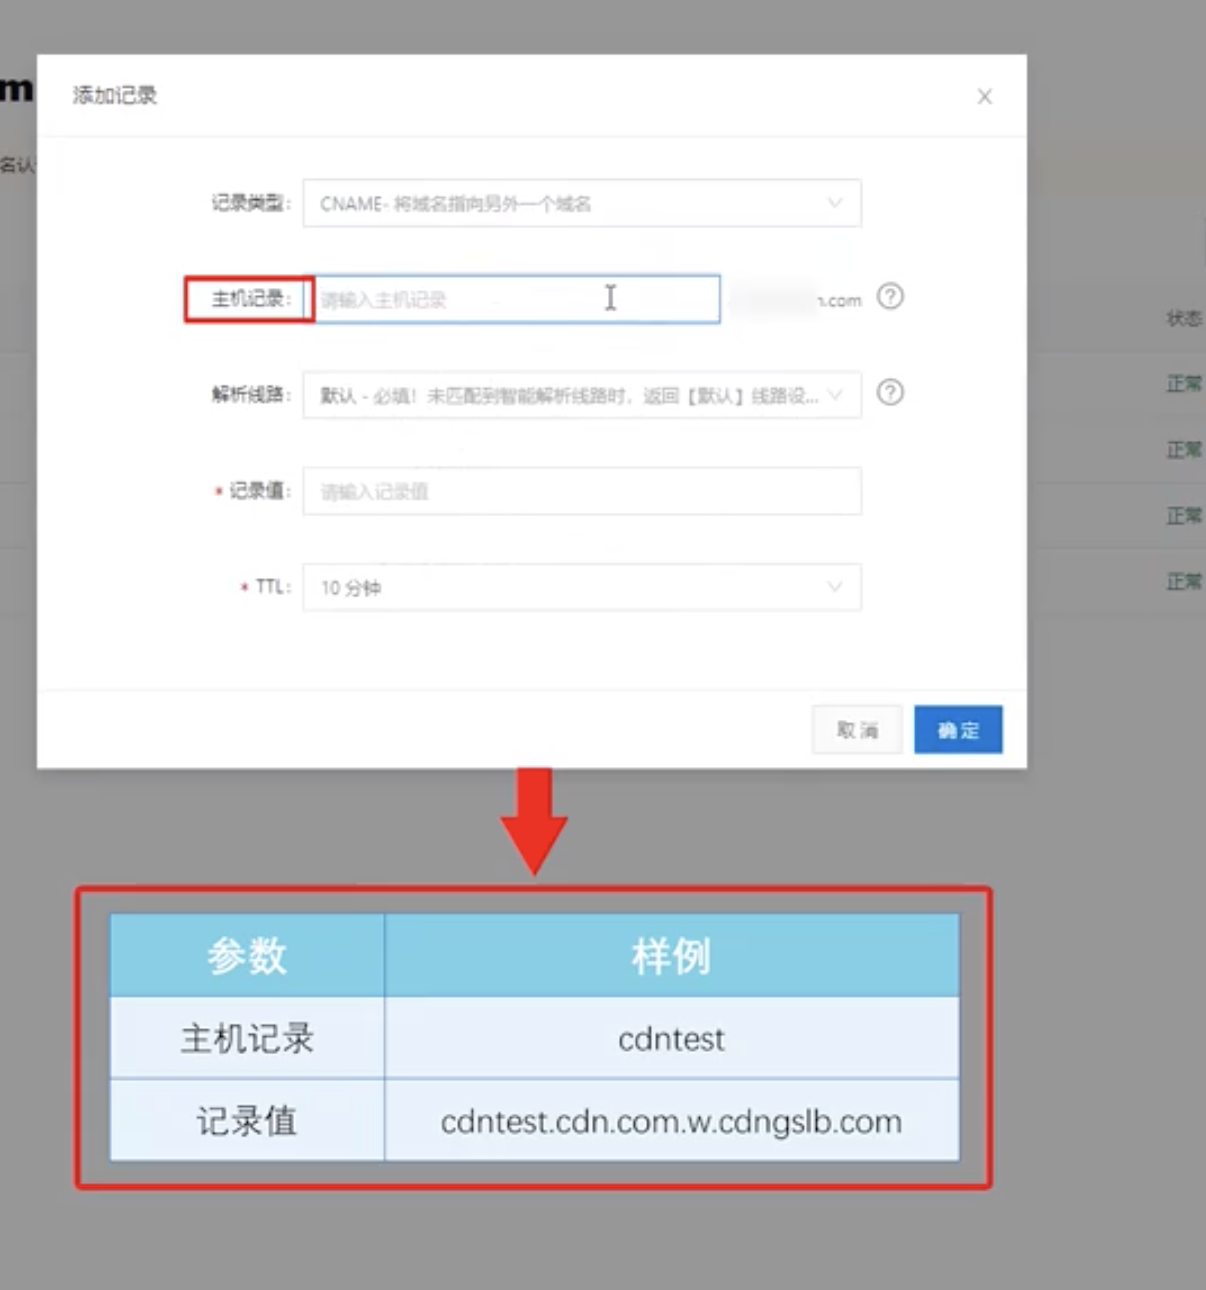 m
添加记录
名认
记录类型: CNAME- 将域名指向另外一个域名
主机记录: 请输入主机记录 .com
状态
解析线路: 默认 - 必填！未匹配到智能解析线路时，返回【默认】线路设...
正常
正常
* 记录值: 请输入记录值
正常
* TTL: 10 分钟
正常
取 消 确 定
参数 样例
主机记录 cdntest
记录值 cdntest.cdn.com.w.cdngslb.com